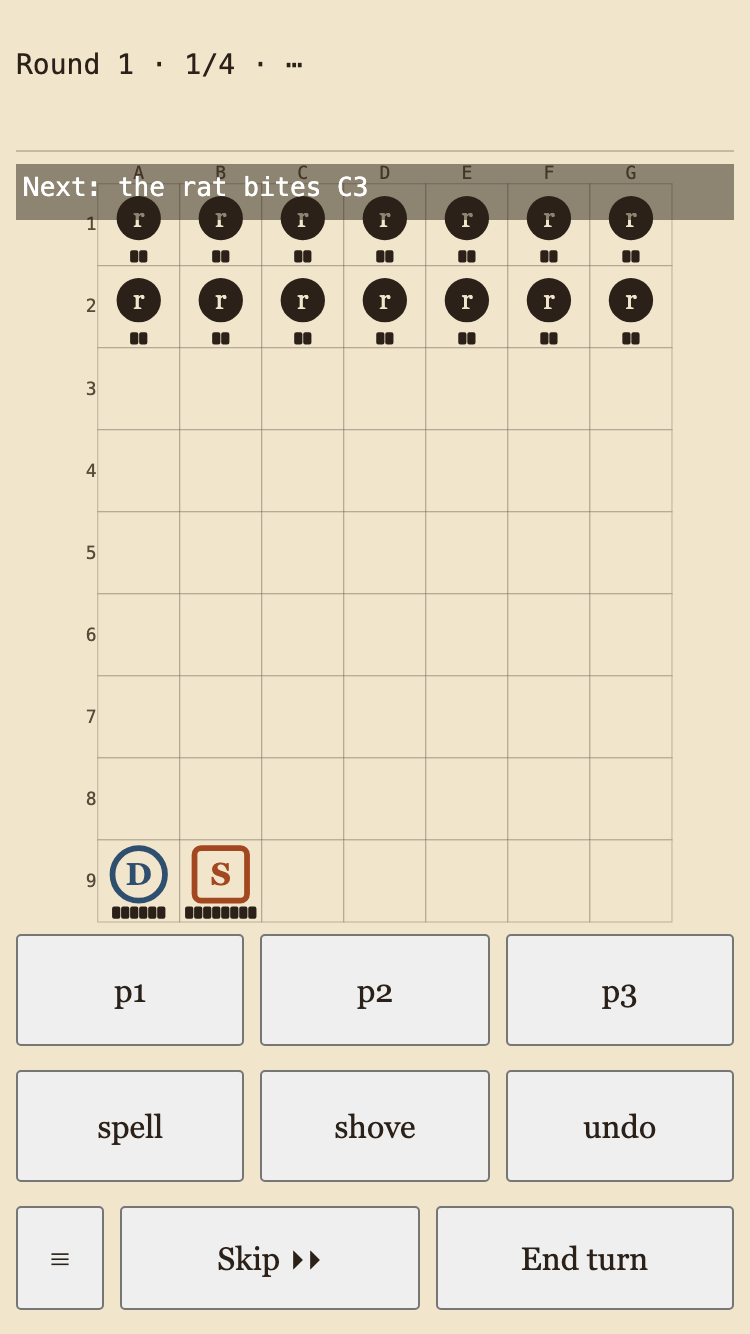 Round 1 · 1/4 · …
A B C D E F G
Next: the rat bites C3
1 r r r r r r r
2 r r r r r r r
3
4
5
6
7
8
9 D S
p1 p2 p3
spell shove undo
≡ Skip ⏵⏵ End turn